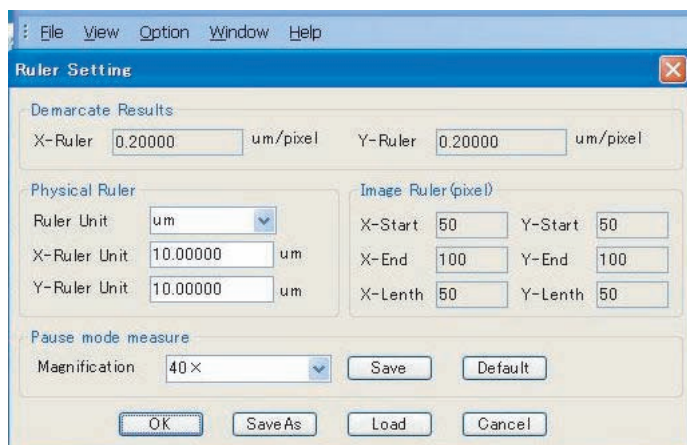 File View Option Window Help
Ruler Setting
Demarcate Results
X-Ruler 0.20000 um/pixel Y-Ruler 0.20000 um/pixel
Physical Ruler
Ruler Unit um
X-Ruler Unit 10.00000 um
Y-Ruler Unit 10.00000 um
Image Ruler(pixel)
X-Start 50 Y-Start 50
X-End 100 Y-End 100
X-Lenth 50 Y-Lenth 50
Pause mode measure
Magnification 40× Save Default
OK SaveAs Load Cancel